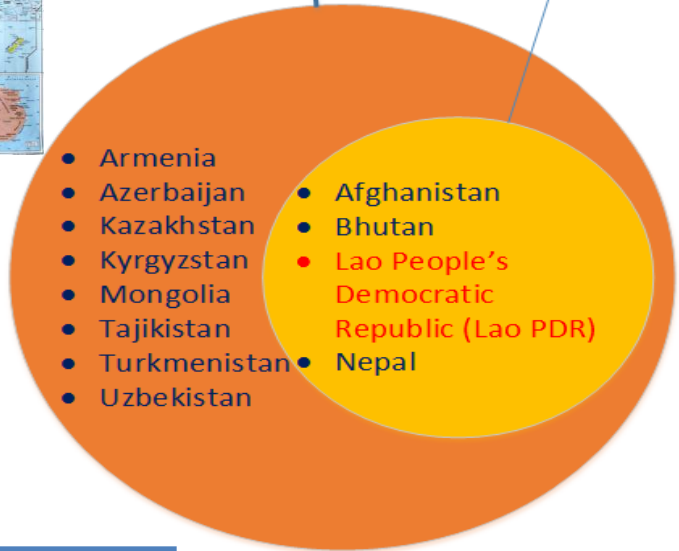 • Armenia
• Azerbaijan
• Kazakhstan
• Kyrgyzstan
• Mongolia
• Tajikistan
• Turkmenistan
• Uzbekistan
• Afghanistan
• Bhutan
• Lao People's
Democratic
Republic (Lao PDR)
• Nepal